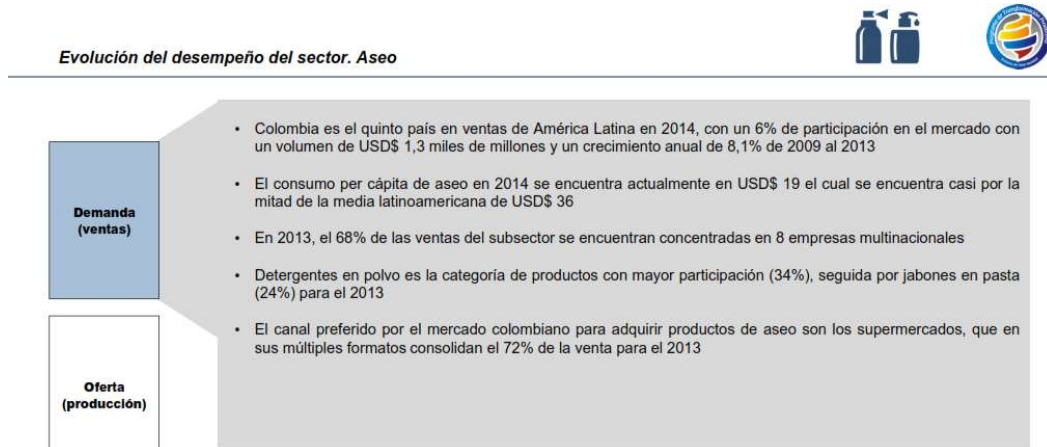 Evolución del desempeño del sector. Aseo
• Colombia es el quinto país en ventas de América Latina en 2014, con un 6% de participación en el mercado con
un volumen de USD$ 1,3 miles de millones y un crecimiento anual de 8,1% de 2009 al 2013
• El consumo per cápita de aseo en 2014 se encuentra actualmente en USD$ 19 el cual se encuentra casi por la
mitad de la media latinoamericana de USD$ 36
• En 2013, el 68% de las ventas del subsector se encuentran concentradas en 8 empresas multinacionales
• Detergentes en polvo es la categoría de productos con mayor participación (34%), seguida por jabones en pasta
(24%) para el 2013
• El canal preferido por el mercado colombiano para adquirir productos de aseo son los supermercados, que en
sus múltiples formatos consolidan el 72% de la venta para el 2013
Demanda
(ventas)
Oferta
(producción)